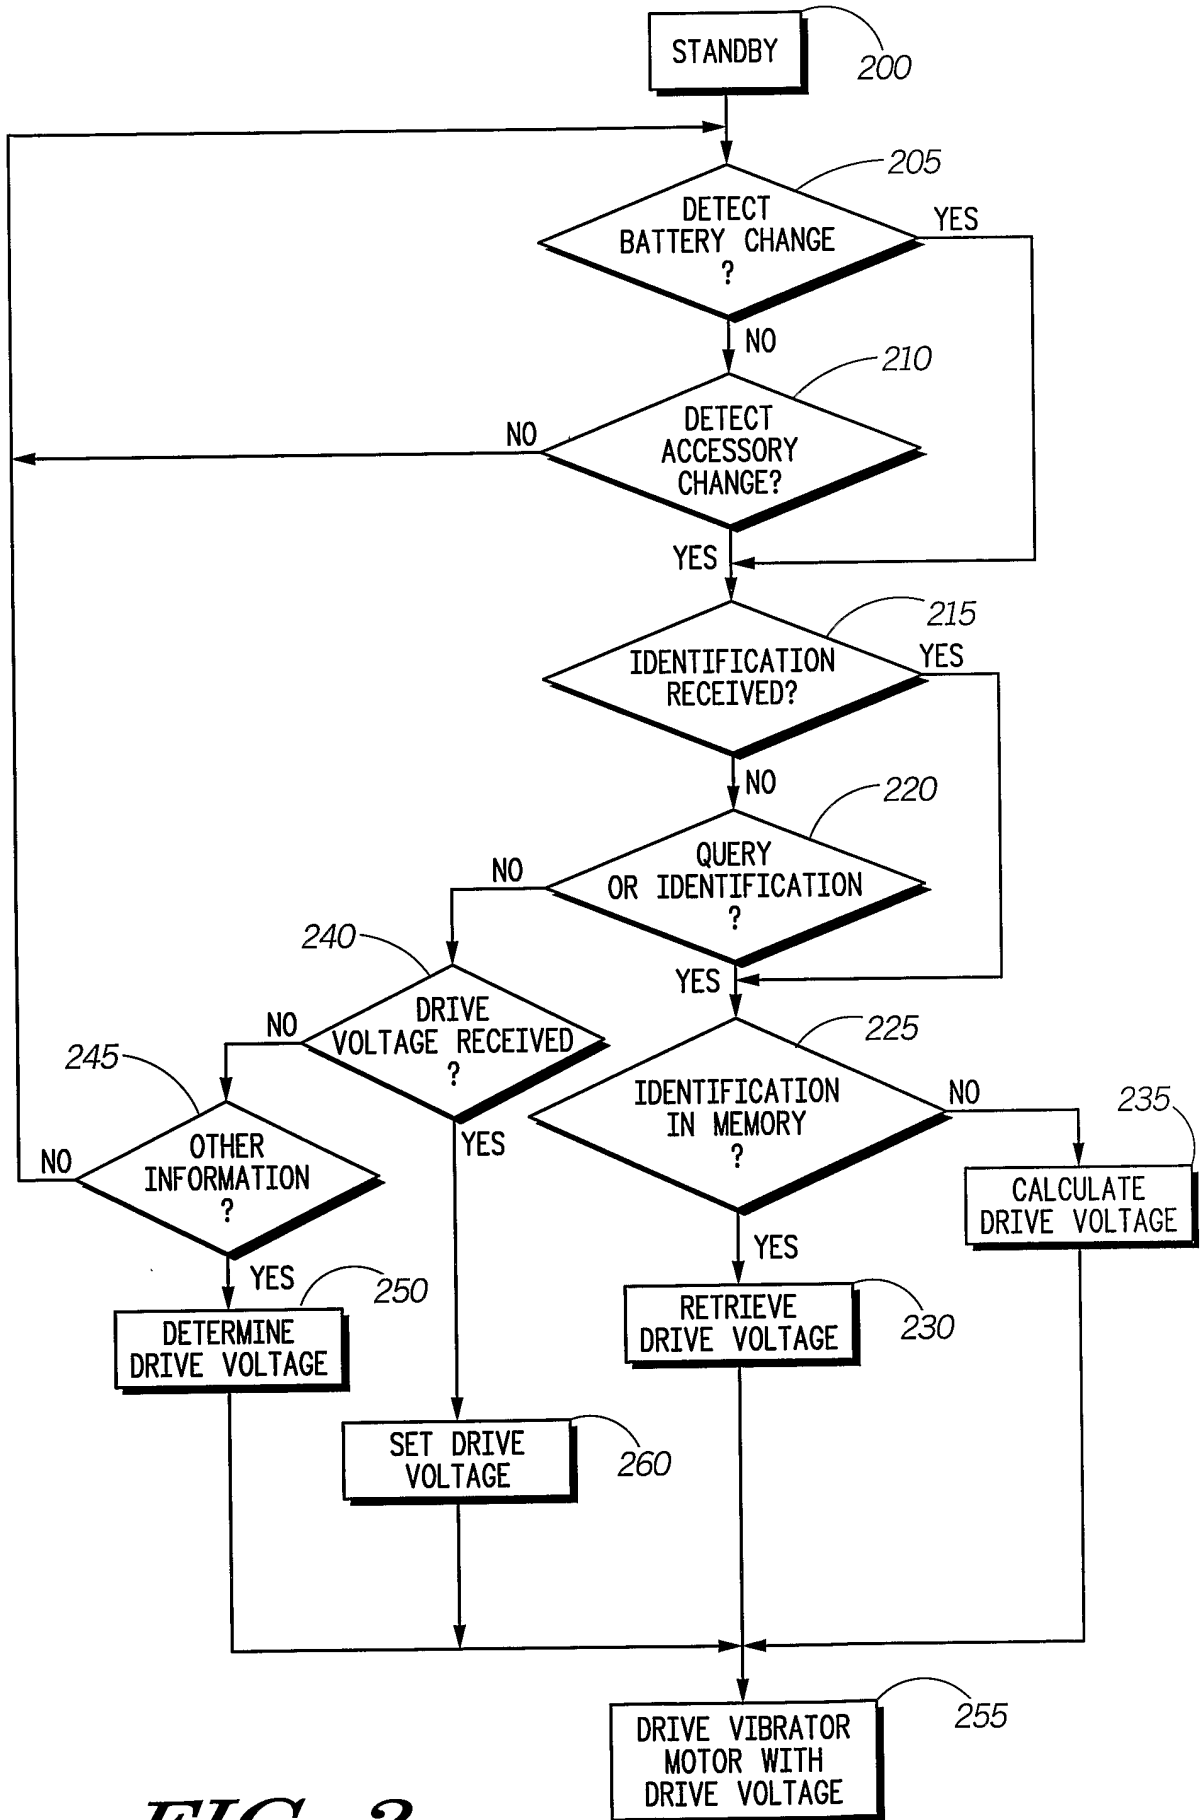 STANDBY
200
205
DETECT
BATTERY CHANGE
?
YES
NO
210
DETECT
ACCESSORY
CHANGE?
NO
YES
215
IDENTIFICATION
RECEIVED?
YES
NO
220
QUERY
OR IDENTIFICATION
?
NO
YES
240
DRIVE
VOLTAGE RECEIVED
?
NO
YES
225
IDENTIFICATION
IN MEMORY
?
NO
YES
235
CALCULATE
DRIVE VOLTAGE
245
OTHER
INFORMATION
?
NO
YES
250
DETERMINE
DRIVE VOLTAGE
RETRIEVE
DRIVE VOLTAGE
230
SET DRIVE
VOLTAGE
260
255
DRIVE VIBRATOR
MOTOR WITH
DRIVE VOLTAGE